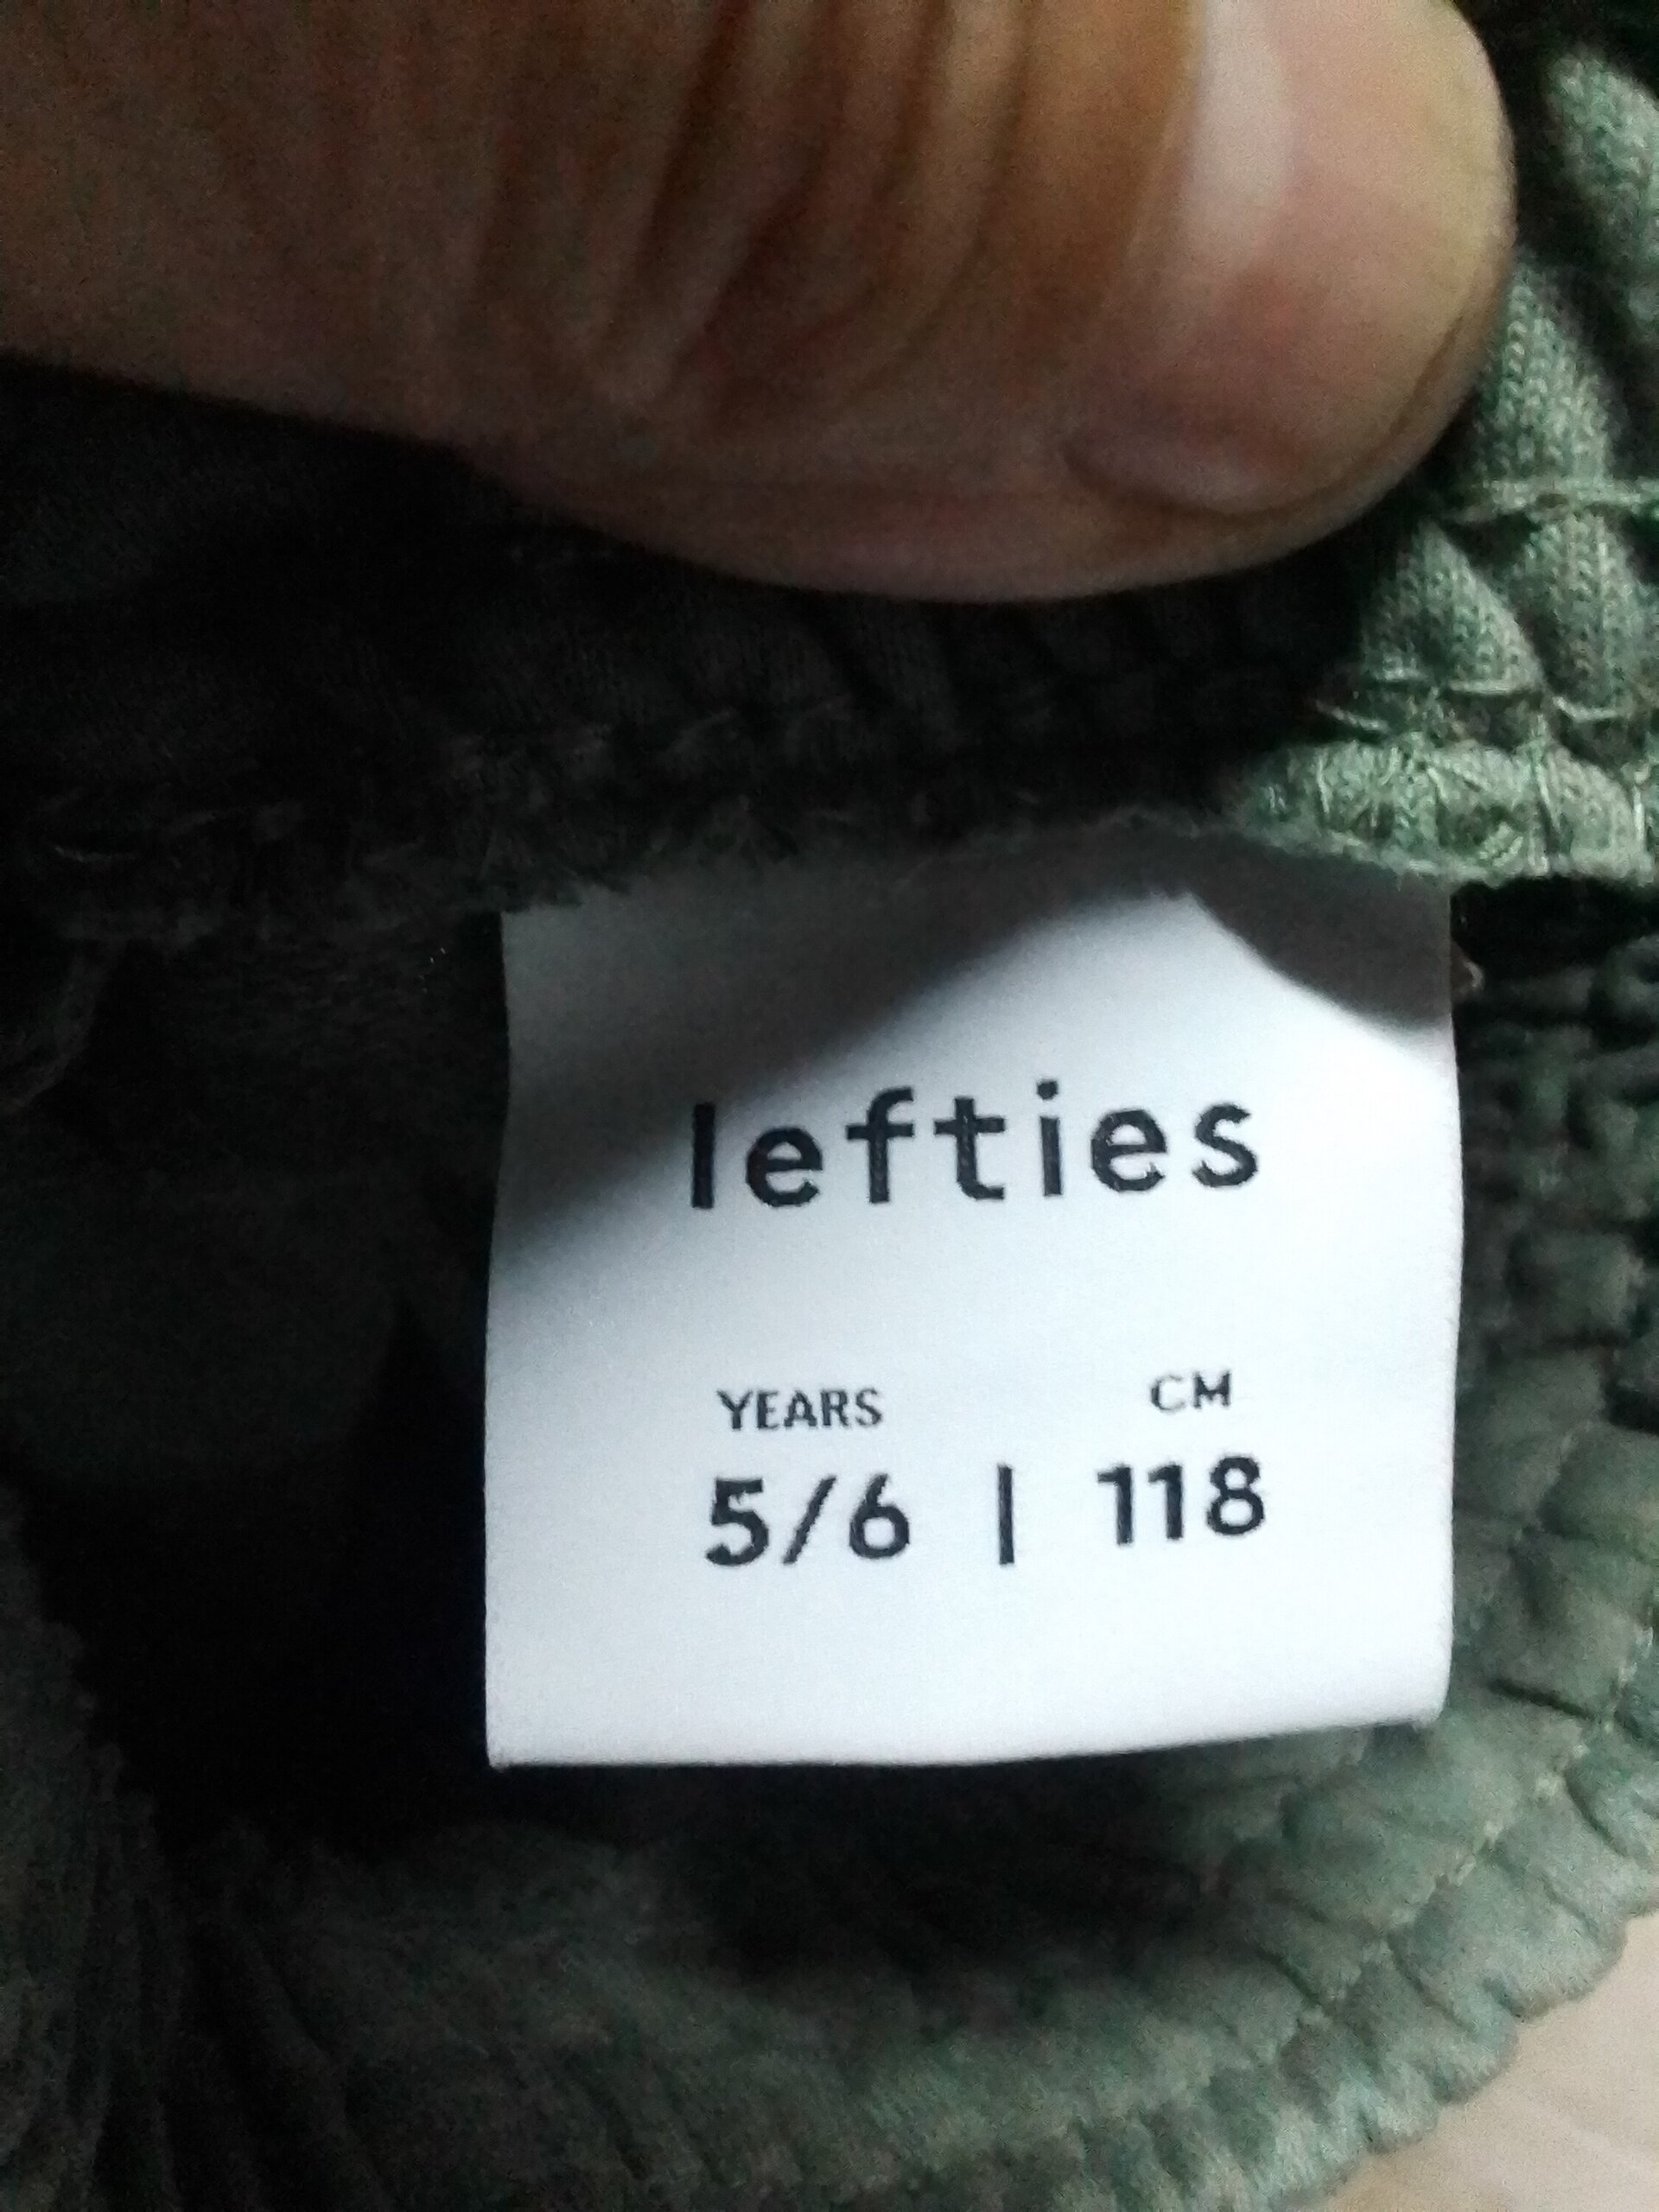 lefties
YEARS CM
5/6 | 118